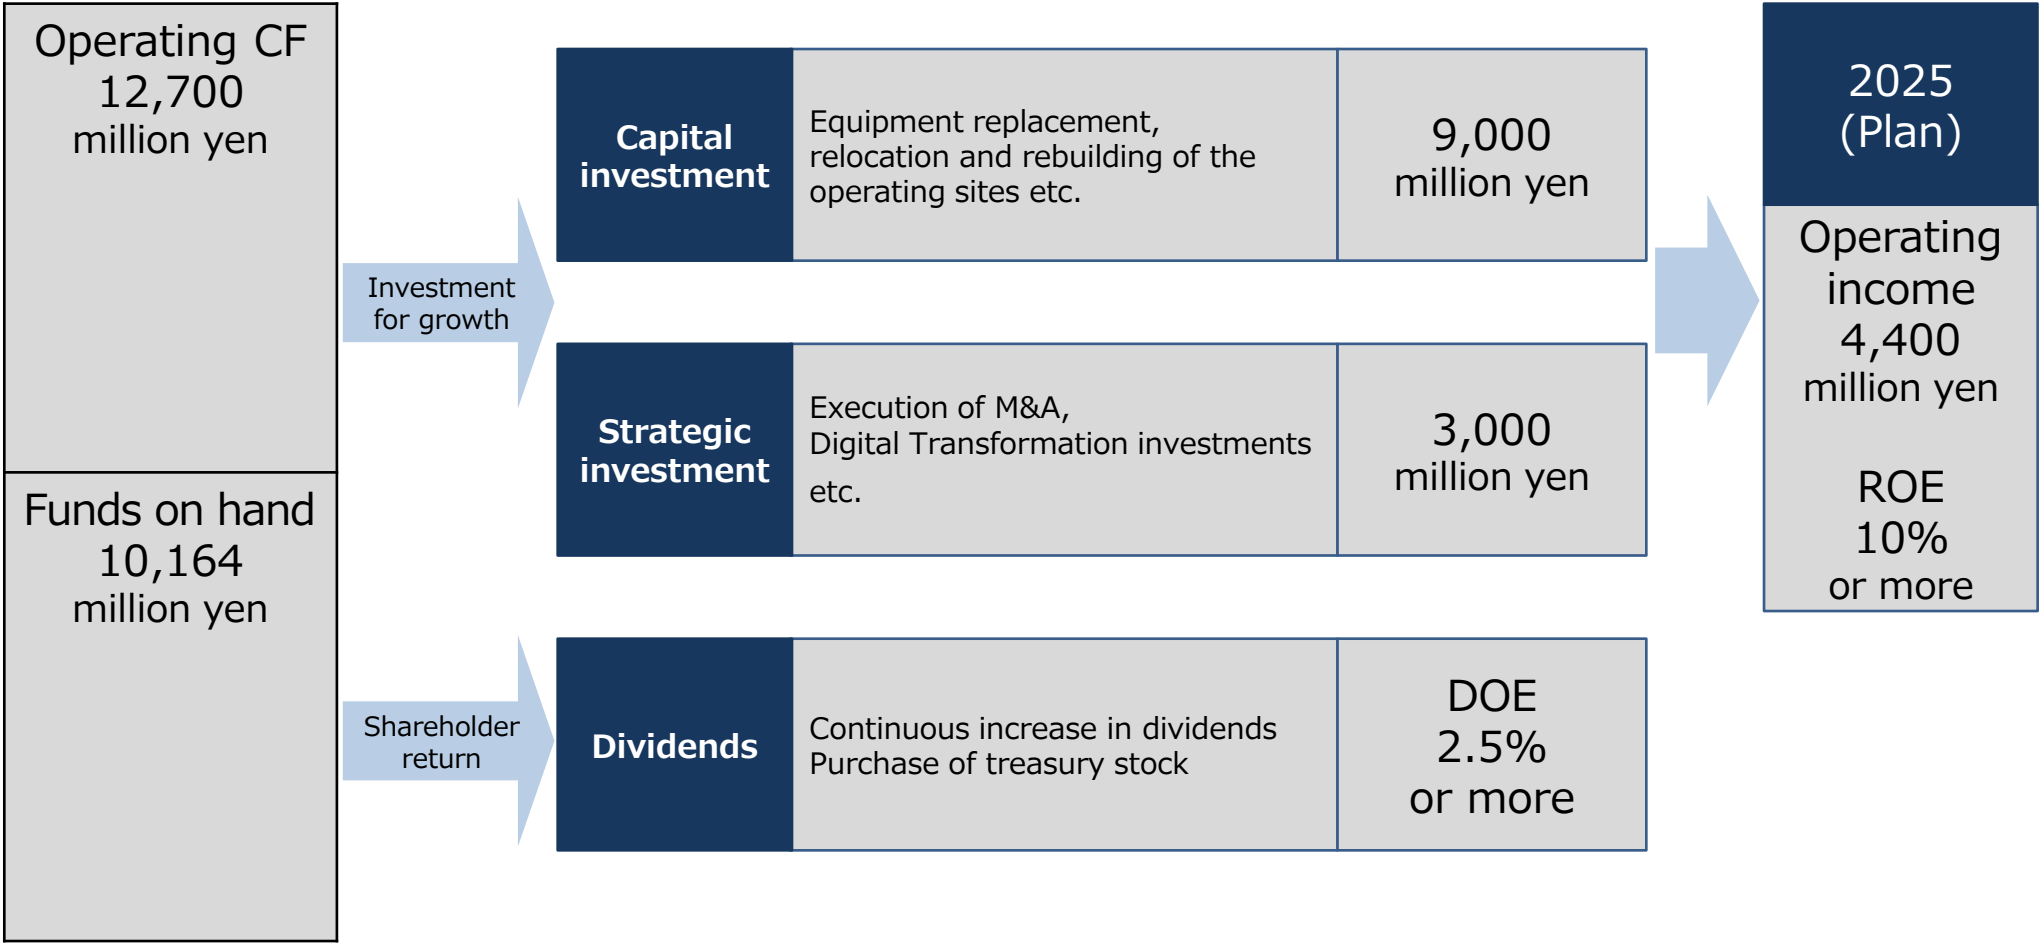 Operating CF
12,700
million yen
Funds on hand
10,164
million yen
Investment
for growth
Shareholder
return
Capital
investment
Equipment replacement,
relocation and rebuilding of the
operating sites etc.
9,000
million yen
Strategic
investment
Execution of M&A,
Digital Transformation investments
etc.
3,000
million yen
Dividends
Continuous increase in dividends
Purchase of treasury stock
DOE
2.5%
or more
2025
(Plan)
Operating
income
4,400
million yen
ROE
10%
or more